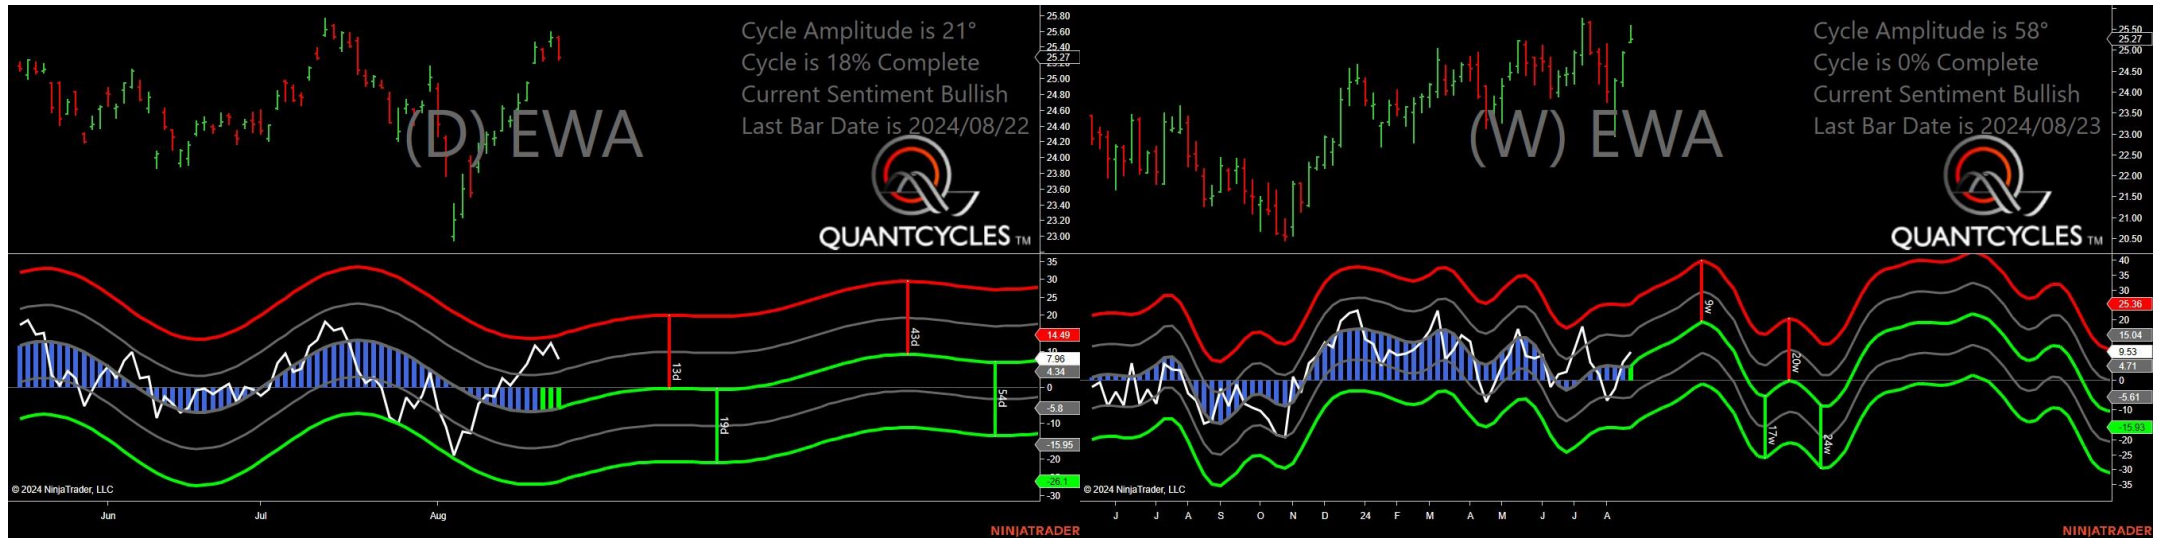 Cycle Amplitude is 21°
Cycle is 18% Complete
Current Sentiment Bullish
Last Bar Date is 2024/08/22
(D) EWA
QUANTCYCLES TM
25.80
25.60
25.40
25.27
25.00
24.80
24.60
24.40
24.20
24.00
23.80
23.60
23.40
23.20
23.00
35
30
25
20
14.49
10
7.96
4.34
0
-5.8
-10
-15.95
-20
-26.1
-30
13d
19d
43d
54d
© 2024 NinjaTrader, LLC
Jun
Jul
Aug
NINJATRADER
Cycle Amplitude is 58°
Cycle is 0% Complete
Current Sentiment Bullish
Last Bar Date is 2024/08/23
(W) EWA
QUANTCYCLES TM
25.50
25.27
25.00
24.50
24.00
23.50
23.00
22.50
22.00
21.50
21.00
20.50
40
35
30
25.36
20
15.04
9.53
4.71
0
-5.61
-10
-15.93
-20
-25
-30
-35
9w
17w
20w
24w
© 2024 NinjaTrader, LLC
J J A S O N D 24 F M A M J J A
NINJATRADER